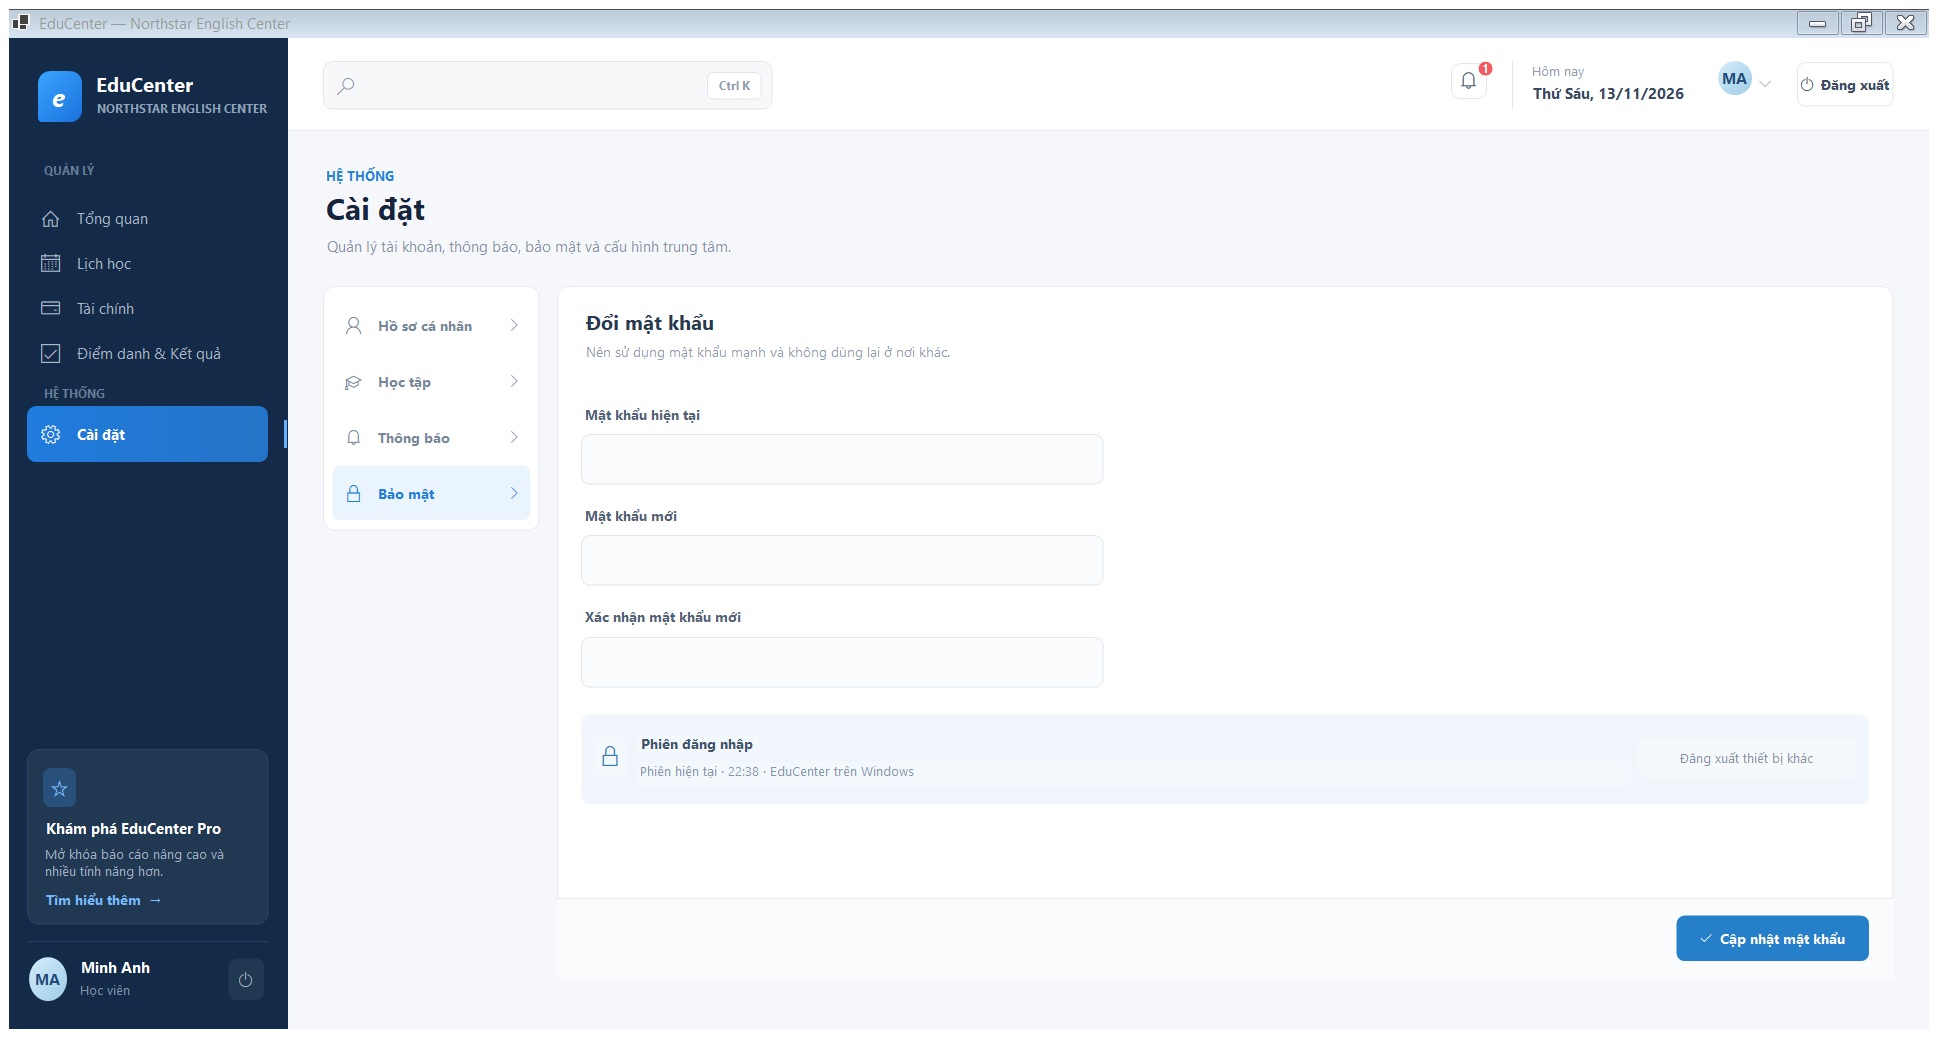 EduCenter — Northstar English Center
e
EduCenter
NORTHSTAR ENGLISH CENTER
QUẢN LÝ
Tổng quan
Lịch học
Tài chính
Điểm danh & Kết quả
HỆ THỐNG
Cài đặt
Khám phá EduCenter Pro
Mở khóa báo cáo nâng cao và
nhiều tính năng hơn.
Tìm hiểu thêm →
MA
Minh Anh
Học viên
Ctrl K
1
Hôm nay
Thứ Sáu, 13/11/2026
MA
Đăng xuất
HỆ THỐNG
Cài đặt
Quản lý tài khoản, thông báo, bảo mật và cấu hình trung tâm.
Hồ sơ cá nhân
Học tập
Thông báo
Bảo mật
Đổi mật khẩu
Nên sử dụng mật khẩu mạnh và không dùng lại ở nơi khác.
Mật khẩu hiện tại
Mật khẩu mới
Xác nhận mật khẩu mới
Phiên đăng nhập
Phiên hiện tại · 22:38 · EduCenter trên Windows
Đăng xuất thiết bị khác
Cập nhật mật khẩu